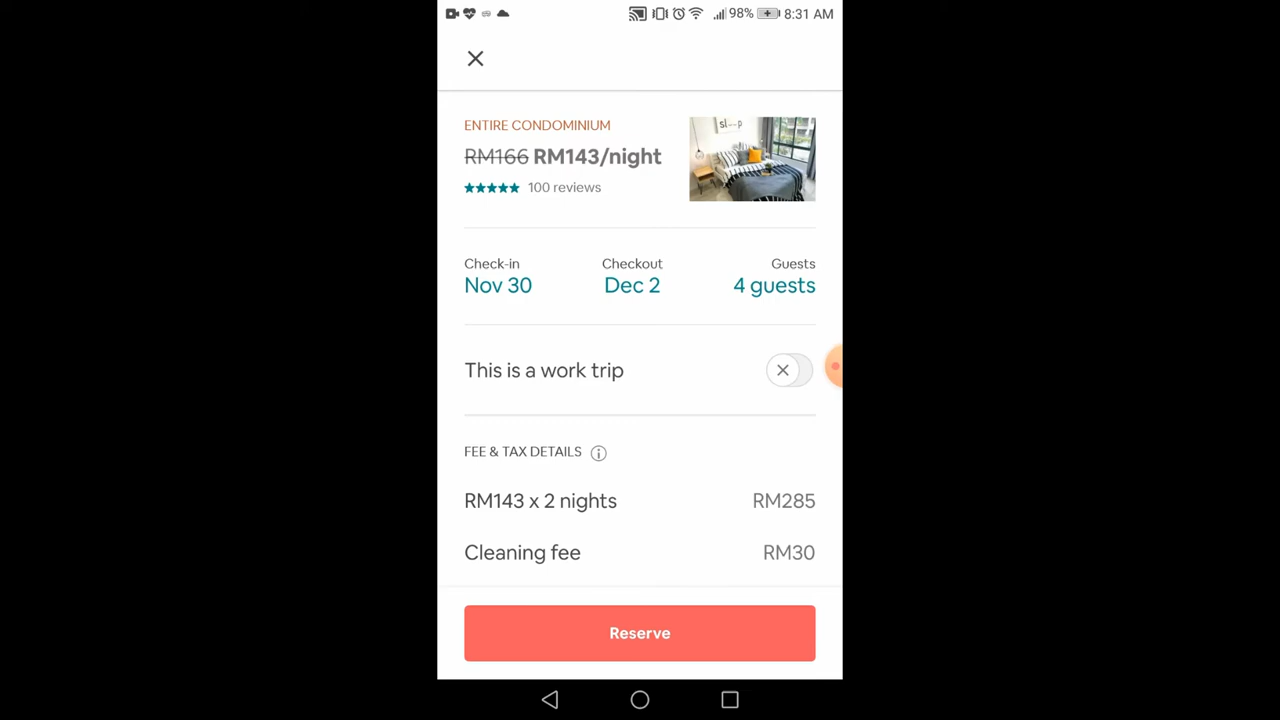 98% 8:31 AM
ENTIRE CONDOMINIUM
RM166 RM143/night
100 reviews
Check-in Checkout Guests
Nov 30 Dec 2 4 guests
This is a work trip
FEE & TAX DETAILS
RM143 x 2 nights RM285
Cleaning fee RM30
Reserve